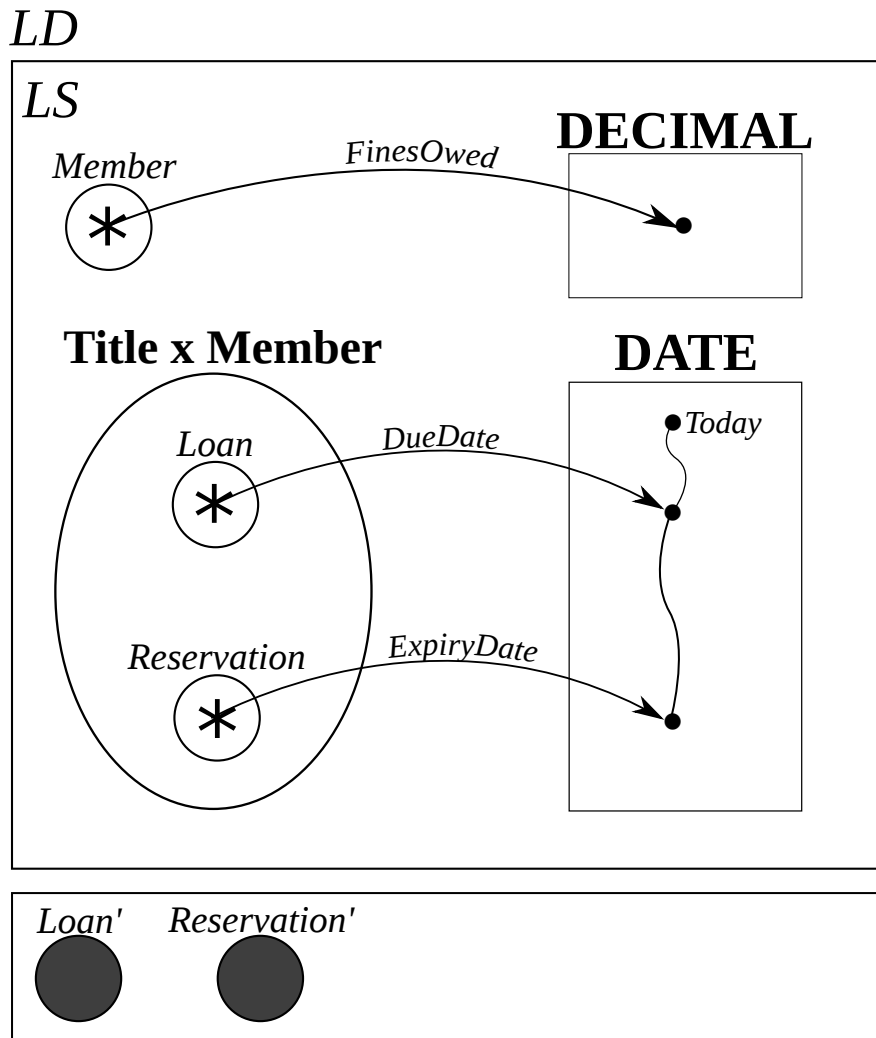 LD
LS
DECIMAL
Member
FinesOwed
Title x Member
DATE
Today
Loan
DueDate
Reservation
ExpiryDate
Loan'
Reservation'